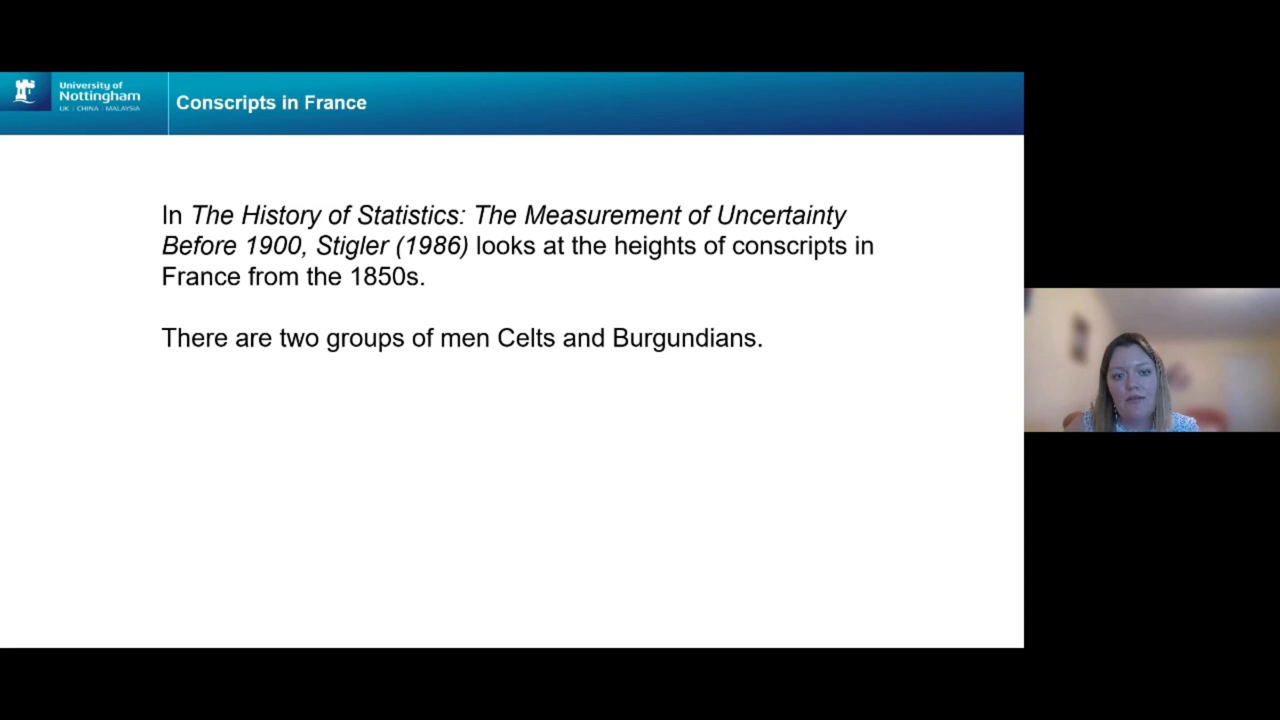 University of
Nottingham
UK | CHINA | MALAYSIA
Conscripts in France
In The History of Statistics: The Measurement of Uncertainty
Before 1900, Stigler (1986) looks at the heights of conscripts in
France from the 1850s.
There are two groups of men Celts and Burgundians.